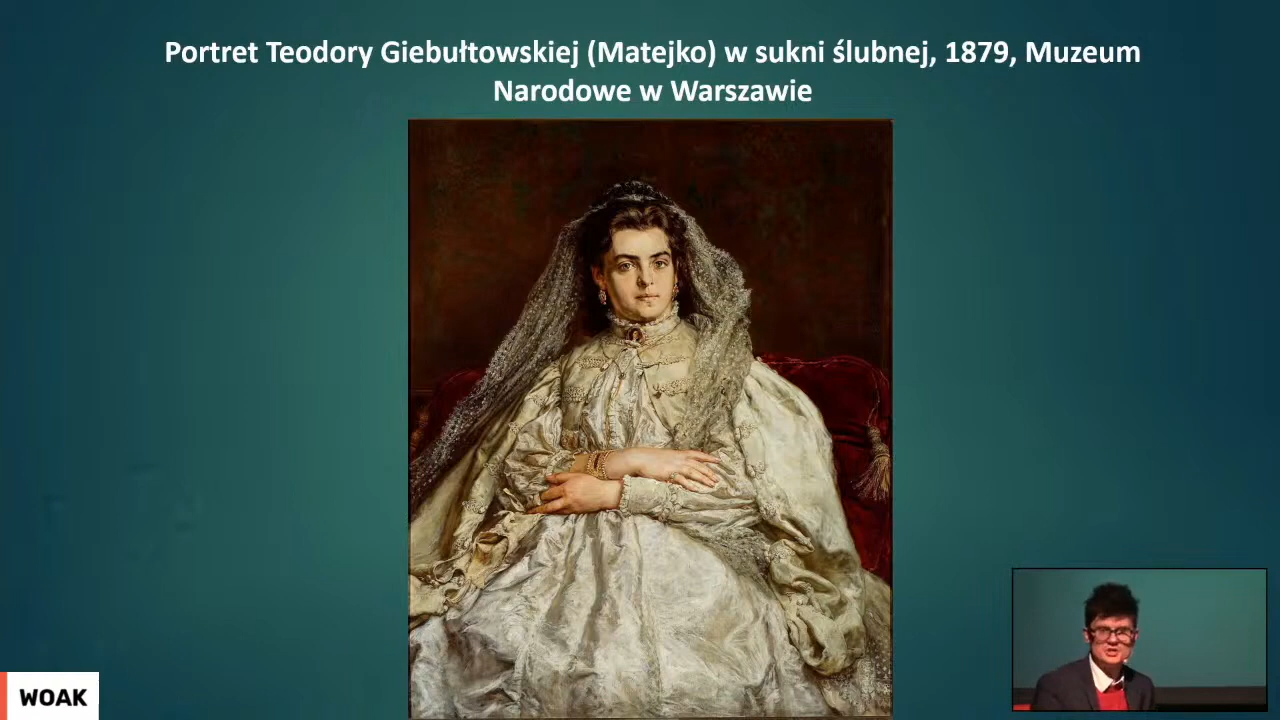 Portret Teodory Giebułtowskiej (Matejko) w sukni ślubnej, 1879, Muzeum
Narodowe w Warszawie
WOAK